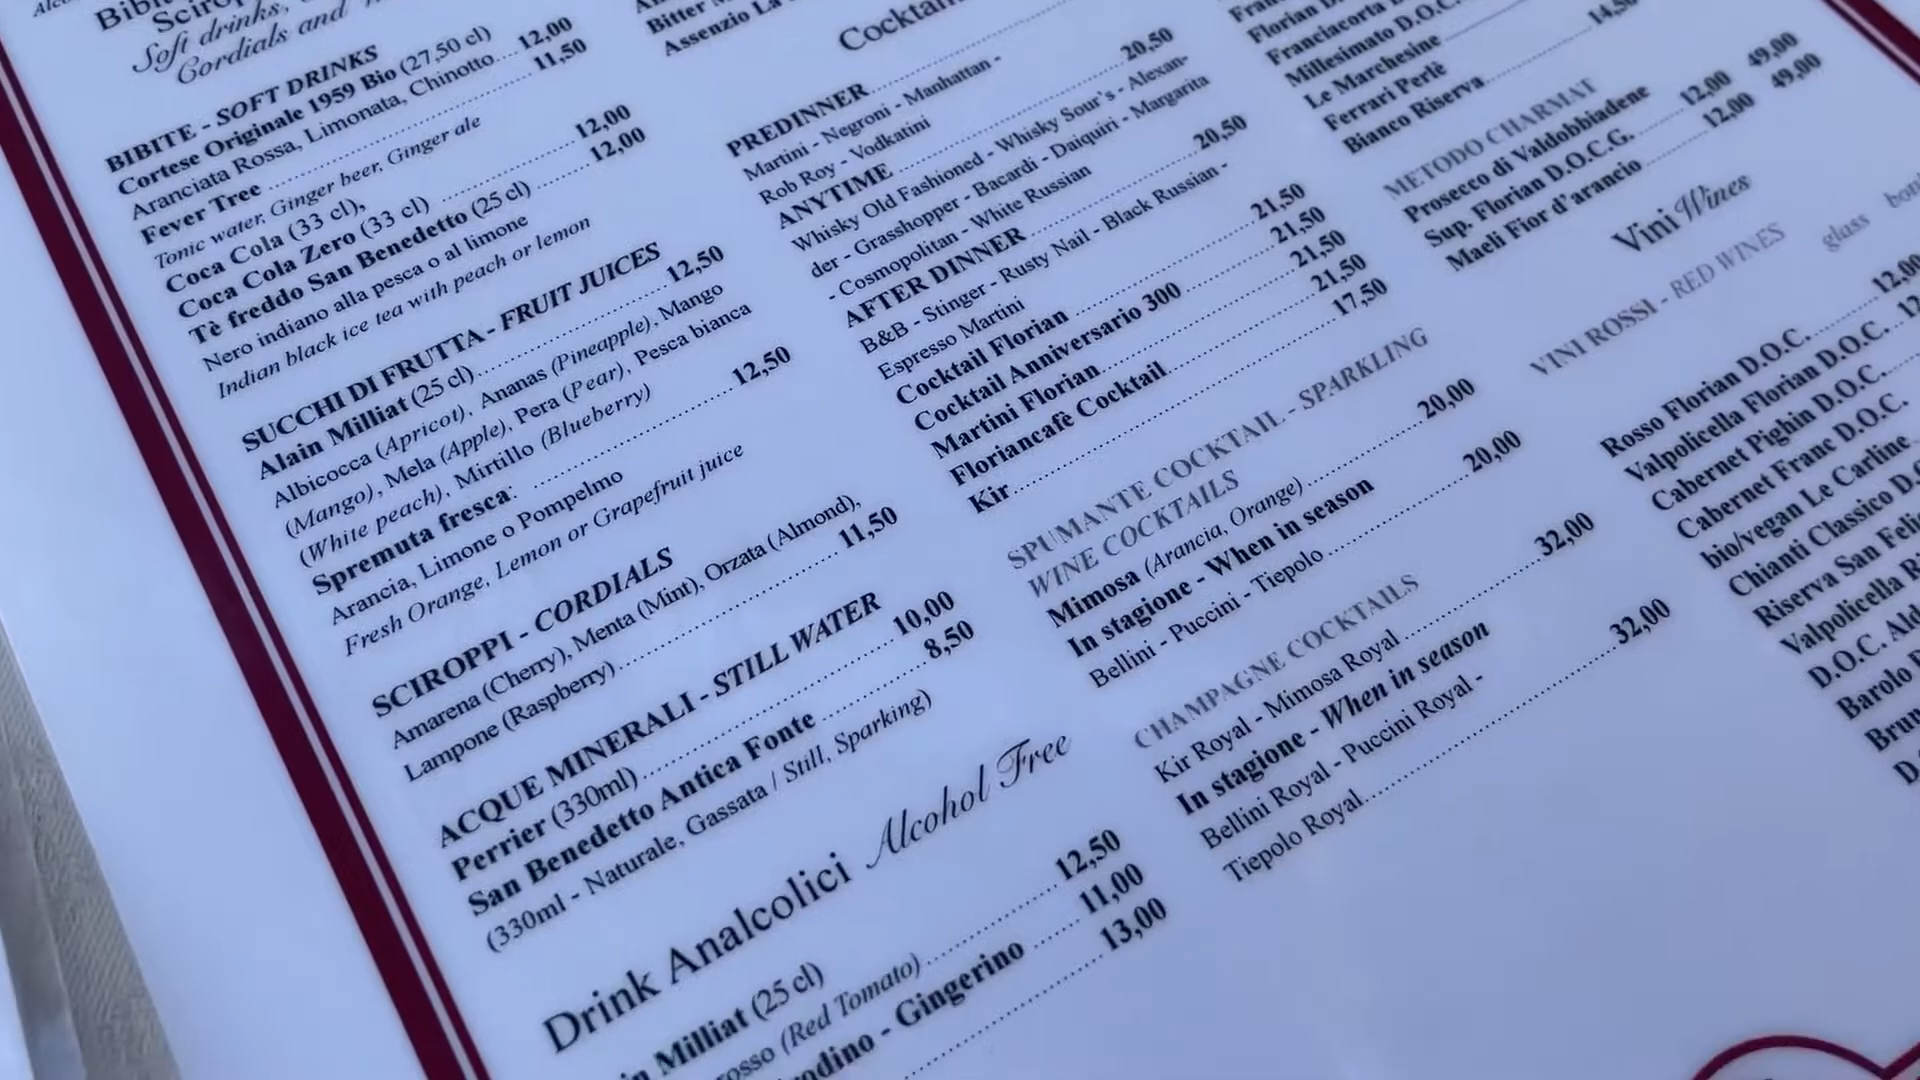 Soft drinks,
Cordials and
BIBITE - SOFT DRINKS
Cortese Originale 1959 Bio (27,50 cl) 12,00
Aranciata Rossa, Limonata, Chinotto... 11,50
Fever Tree
Tonic water, Ginger beer, Ginger ale
Coca Cola (33 cl), 12,00
Coca Cola Zero (33 cl) 12,00
Tè freddo San Benedetto (25 cl)
Nero indiano alla pesca o al limone
Indian black ice tea with peach or lemon
SUCCHI DI FRUTTA - FRUIT JUICES
Alain Milliat (25 cl) 12,50
Albicocca (Apricot), Ananas (Pineapple), Mango
(Mango), Mela (Apple), Pera (Pear), Pesca bianca
(White peach), Mirtillo (Blueberry)
Spremuta fresca: 12,50
Arancia, Limone o Pompelmo
Fresh Orange, Lemon or Grapefruit juice
SCIROPPI - CORDIALS
Amarena (Cherry), Menta (Mint), Orzata (Almond),
Lampone (Raspberry) 11,50
ACQUE MINERALI - STILL WATER
Perrier (330ml) 10,00
San Benedetto Antica Fonte 8,50
(330ml - Naturale, Gassata / Still, Sparking)
Drink Analcolici Alcohol Free
Milliat (25 cl) 12,50
rosso (Red Tomato) 11,00
- Gingerino 13,00
Bitter
Assenzio
PREDINNER 20,50
Martini - Negroni - Manhattan -
Rob Roy - Vodkatini
ANYTIME
Whisky Old Fashioned - Whisky Sour's - Alexan-
der - Grasshopper - Bacardi - Daiquiri - Margarita
- Cosmopolitan - White Russian
AFTER DINNER 20,50
B&B - Stinger - Rusty Nail - Black Russian -
Espresso Martini
Cocktail Florian 21,50
Cocktail Anniversario 300 21,50
Martini Florian 21,50
Floriancafè Cocktail 21,50
Kir 17,50
SPUMANTE COCKTAIL - SPARKLING
WINE COCKTAILS
Mimosa (Arancia, Orange) 20,00
In stagione - When in season
Bellini - Puccini - Tiepolo 20,00
CHAMPAGNE COCKTAILS
Kir Royal - Mimosa Royal 32,00
In stagione - When in season
Bellini Royal - Puccini Royal -
Tiepolo Royal 32,00
Florian
Franciacorta
Millesimato D.O.C.
Le Marchesine
Ferrari Perlè
Bianco Riserva
METODO CHARMAT
Prosecco di Valdobbiadene
Sup. Florian D.O.C.G. 12,00 49,00
Maeli Fior d'arancio 12,00 49,00
Vini Wines
VINI ROSSI - RED WINES glass
Rosso Florian D.O.C. 12,00
Valpolicella Florian D.O.C.
Cabernet Pighin D.O.C.
Cabernet Franc D.O.C.
bio/vegan Le Carline
Chianti Classico
Riserva San
Valpolicella
D.O.C.
Barolo